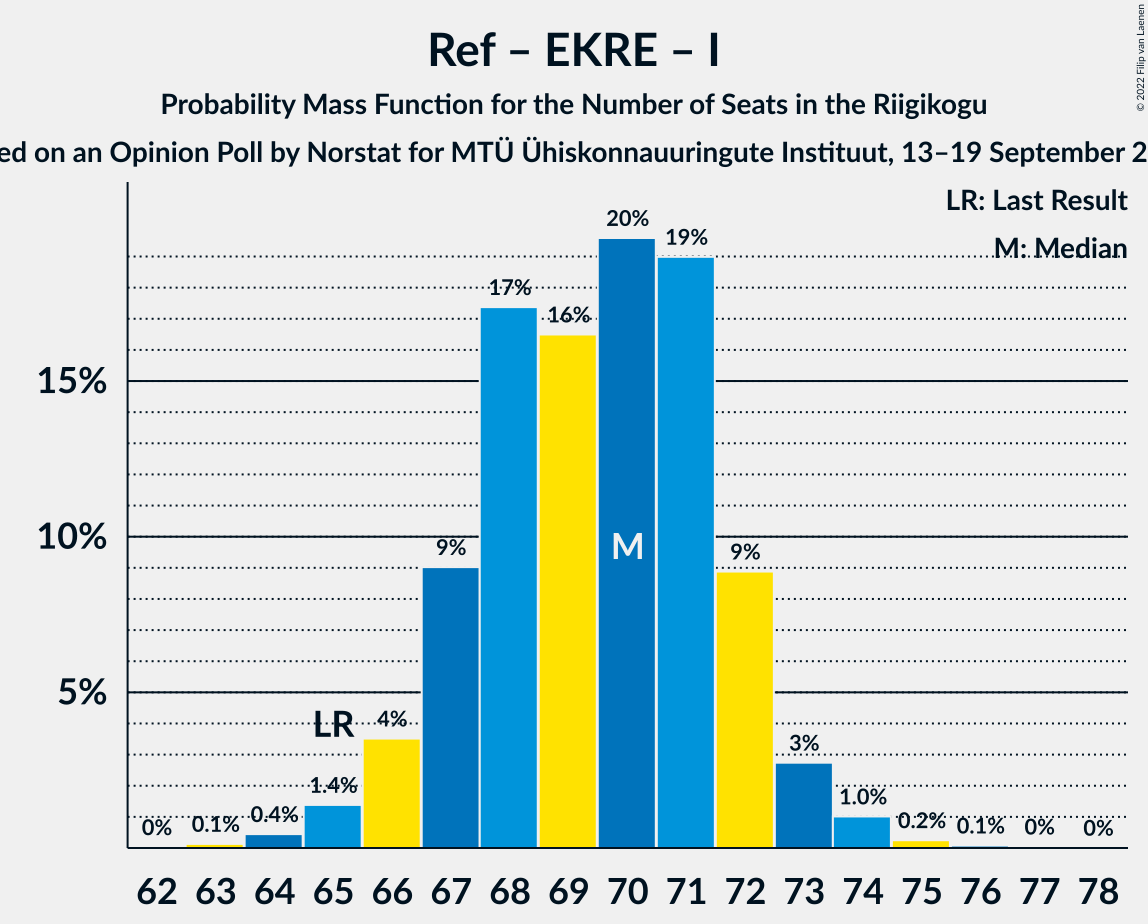 Ref – EKRE – I
Probability Mass Function for the Number of Seats in the Riigikogu
ed on an Opinion Poll by Norstat for MTÜ Ühiskonnauuringute Instituut, 13–19 September 2
© 2022 Filip van Laenen
LR: Last Result
M: Median
20%
19%
17%
16%
15%
10%
9%
M
9%
5%
LR
4%
3%
1.4%
1.0%
0%
0.1%
0.4%
0.2%
0.1%
0%
0%
62 63 64 65 66 67 68 69 70 71 72 73 74 75 76 77 78